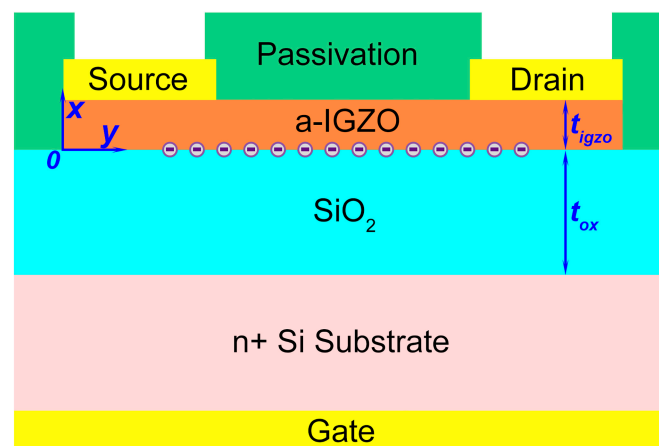 Passivation
Source
Drain
x
a-IGZO
t_igzo
y
0
SiO₂
t_ox
n+ Si Substrate
Gate